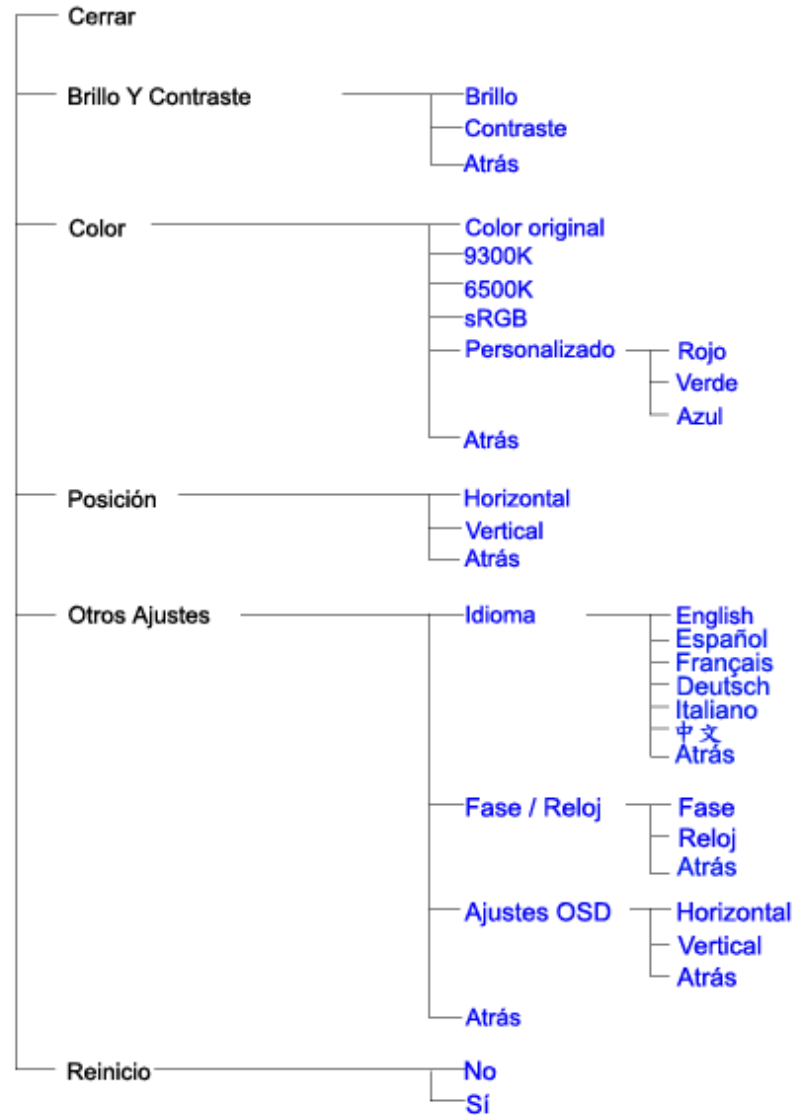 Cerrar
Brillo Y Contraste
Brillo
Contraste
Atrás
Color
Color original
9300K
6500K
sRGB
Personalizado
Rojo
Verde
Azul
Atrás
Posición
Horizontal
Vertical
Atrás
Otros Ajustes
Idioma
English
Español
Français
Deutsch
Italiano
中文
Atrás
Fase / Reloj
Fase
Reloj
Atrás
Ajustes OSD
Horizontal
Vertical
Atrás
Atrás
Reinicio
No
Sí